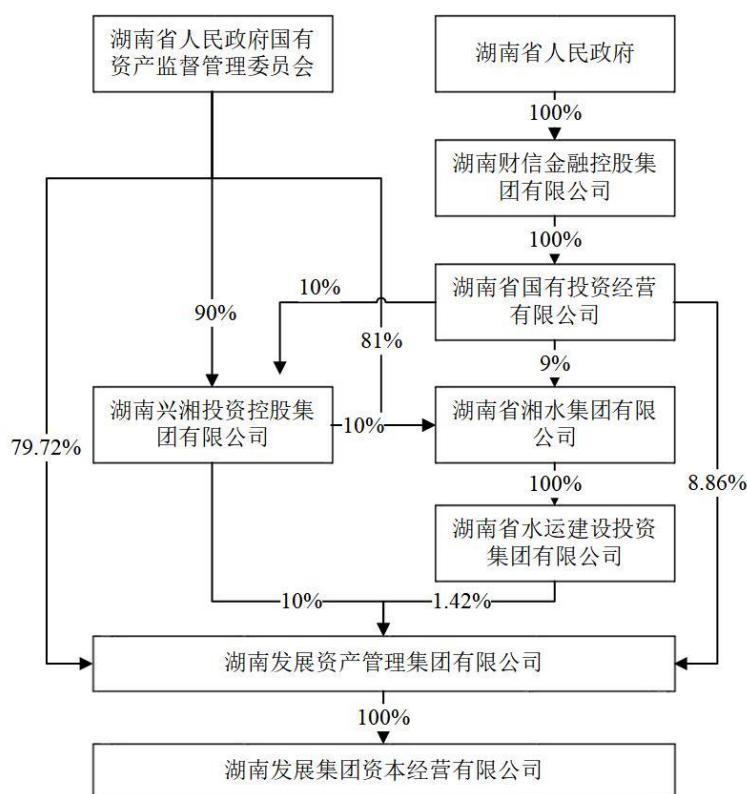 湖南省人民政府国有
资产监督管理委员会
湖南省人民政府
100%
湖南财信金融控股集
团有限公司
100%
湖南省国有投资经营
有限公司
10%
90%
81%
9%
湖南兴湘投资控股集
团有限公司
10%
湖南省湘水集团有限
公司
79.72%
100%
8.86%
湖南省水运建设投资
集团有限公司
10%
1.42%
湖南发展资产管理集团有限公司
100%
湖南发展集团资本经营有限公司